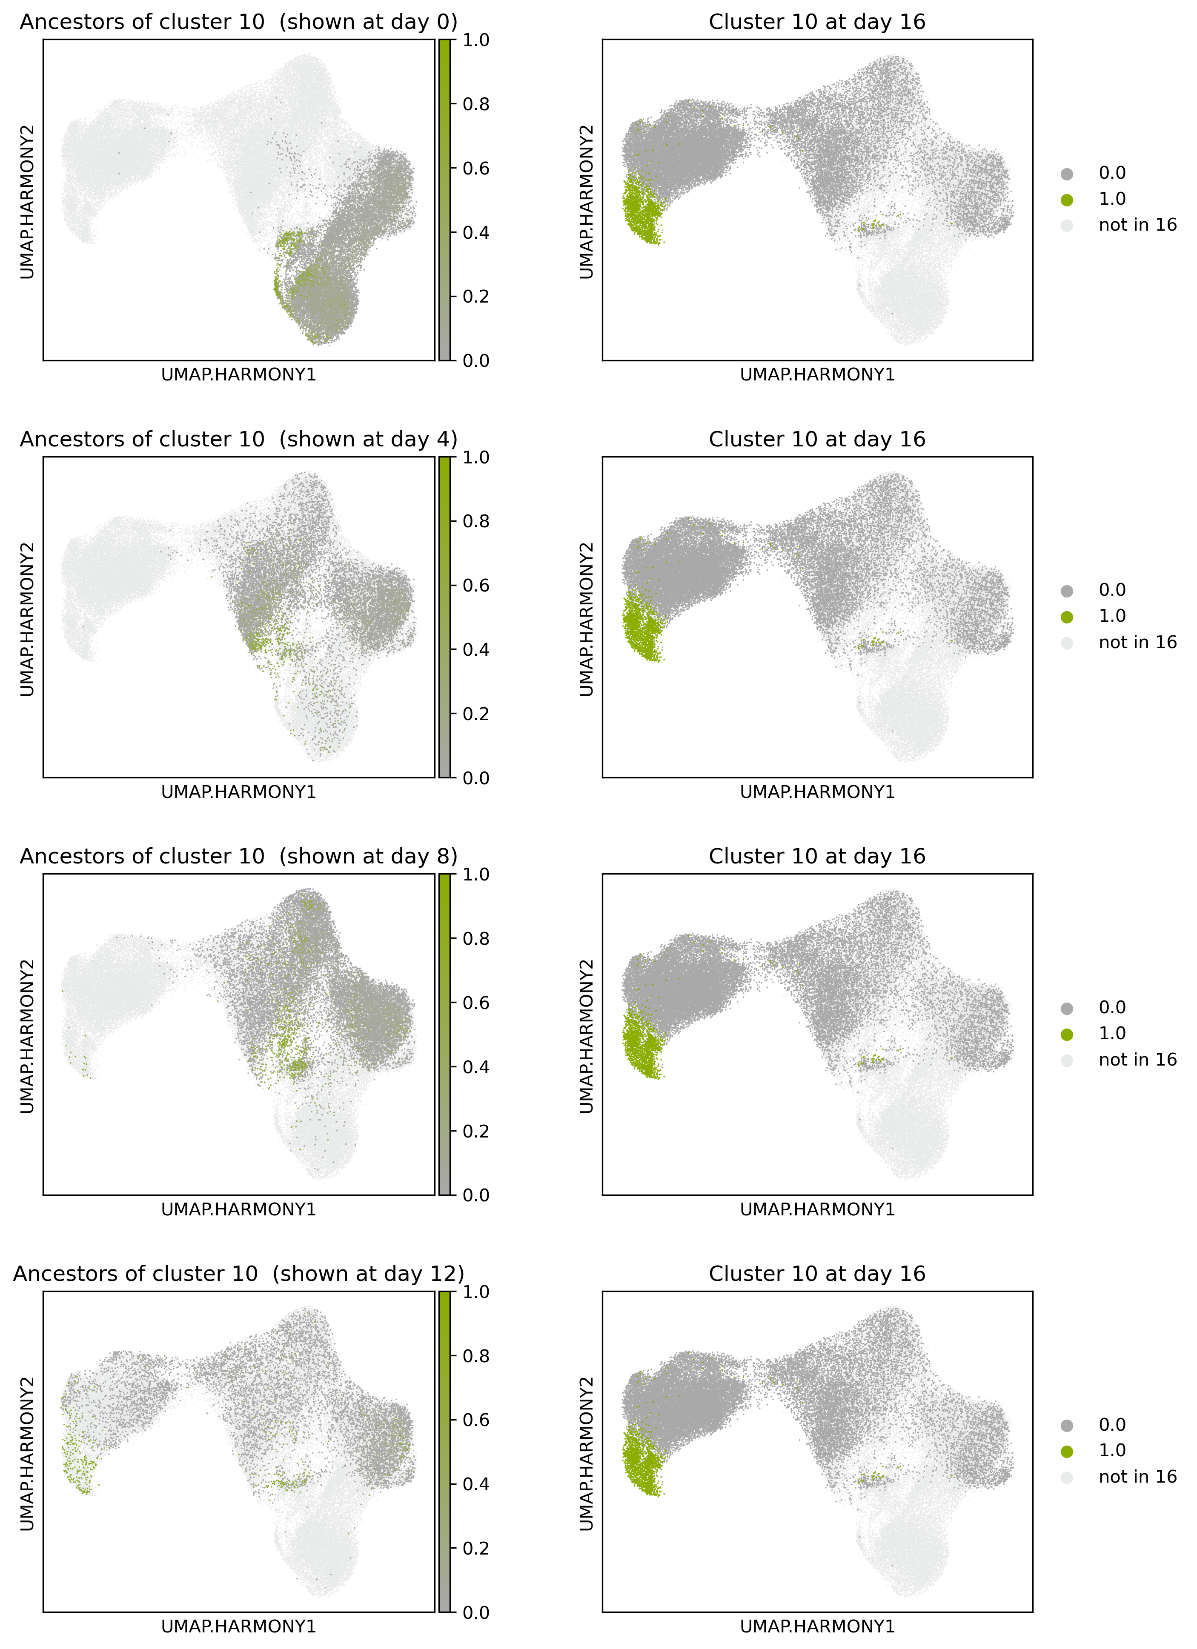 Ancestors of cluster 10  (shown at day 0)
1.0
0.8
0.6
0.4
0.2
0.0
UMAP.HARMONY2
UMAP.HARMONY1
Cluster 10 at day 16
UMAP.HARMONY2
UMAP.HARMONY1
0.0
1.0
not in 16
Ancestors of cluster 10  (shown at day 4)
1.0
0.8
0.6
0.4
0.2
0.0
UMAP.HARMONY2
UMAP.HARMONY1
Cluster 10 at day 16
UMAP.HARMONY2
UMAP.HARMONY1
0.0
1.0
not in 16
Ancestors of cluster 10  (shown at day 8)
1.0
0.8
0.6
0.4
0.2
0.0
UMAP.HARMONY2
UMAP.HARMONY1
Cluster 10 at day 16
UMAP.HARMONY2
UMAP.HARMONY1
0.0
1.0
not in 16
Ancestors of cluster 10  (shown at day 12)
1.0
0.8
0.6
0.4
0.2
0.0
UMAP.HARMONY2
UMAP.HARMONY1
Cluster 10 at day 16
UMAP.HARMONY2
UMAP.HARMONY1
0.0
1.0
not in 16